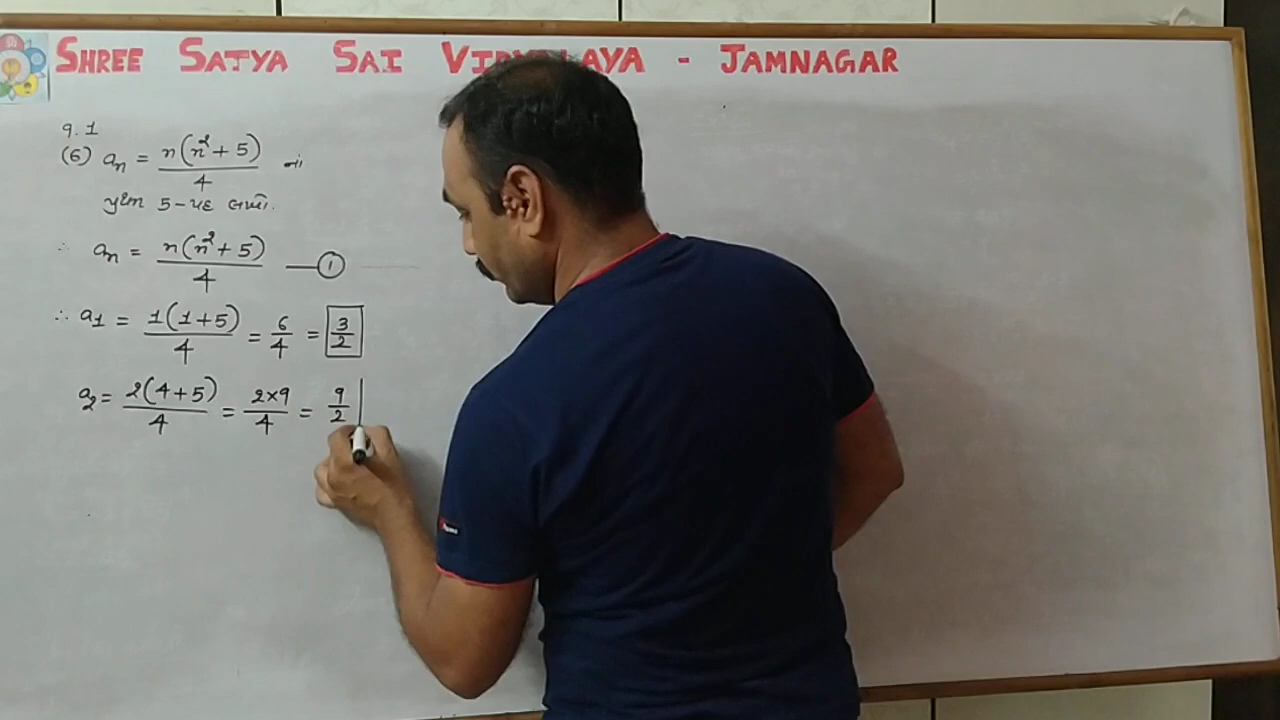 SHREE SATYA SAI VIDYALAYA - JAMNAGAR
9.1
(6) aₙ = n(n² + 5)/4 નાં
પ્રથમ 5-પદ લખો.
∴ aₙ = n(n² + 5)/4 —①
∴ a₁ = 1(1+5)/4 = 6/4 = 3/2
a₂ = 2(4+5)/4 = 2×9/4 = 9/2